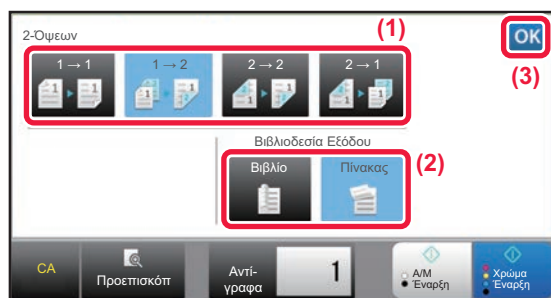 2-Όψεων
(1)
OK
(3)
1 → 1
1 → 2
2 → 2
2 → 1
Βιβλιοδεσία Εξόδου
Βιβλίο
Πίνακας
(2)
CA
Προεπισκόπ
Αντί-
γραφα
1
Α/Μ
Έναρξη
Χρώμα
Έναρξη